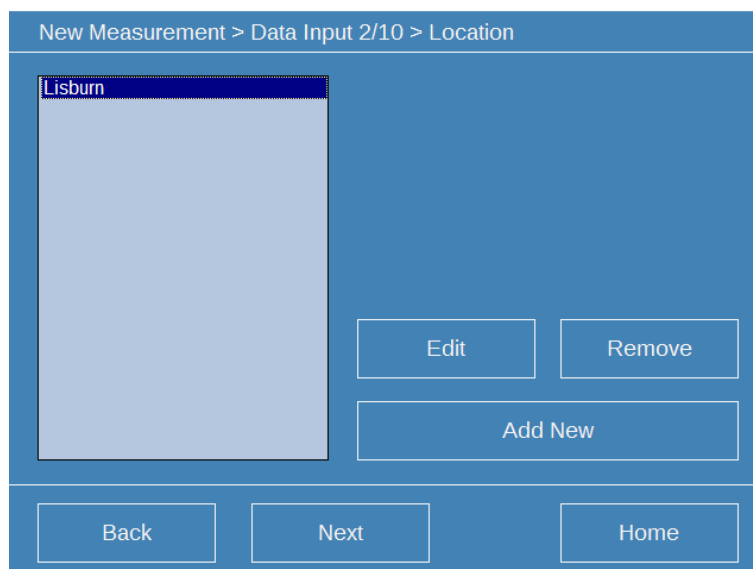 New Measurement > Data Input 2/10 > Location
Lisburn
Edit
Remove
Add New
Back
Next
Home